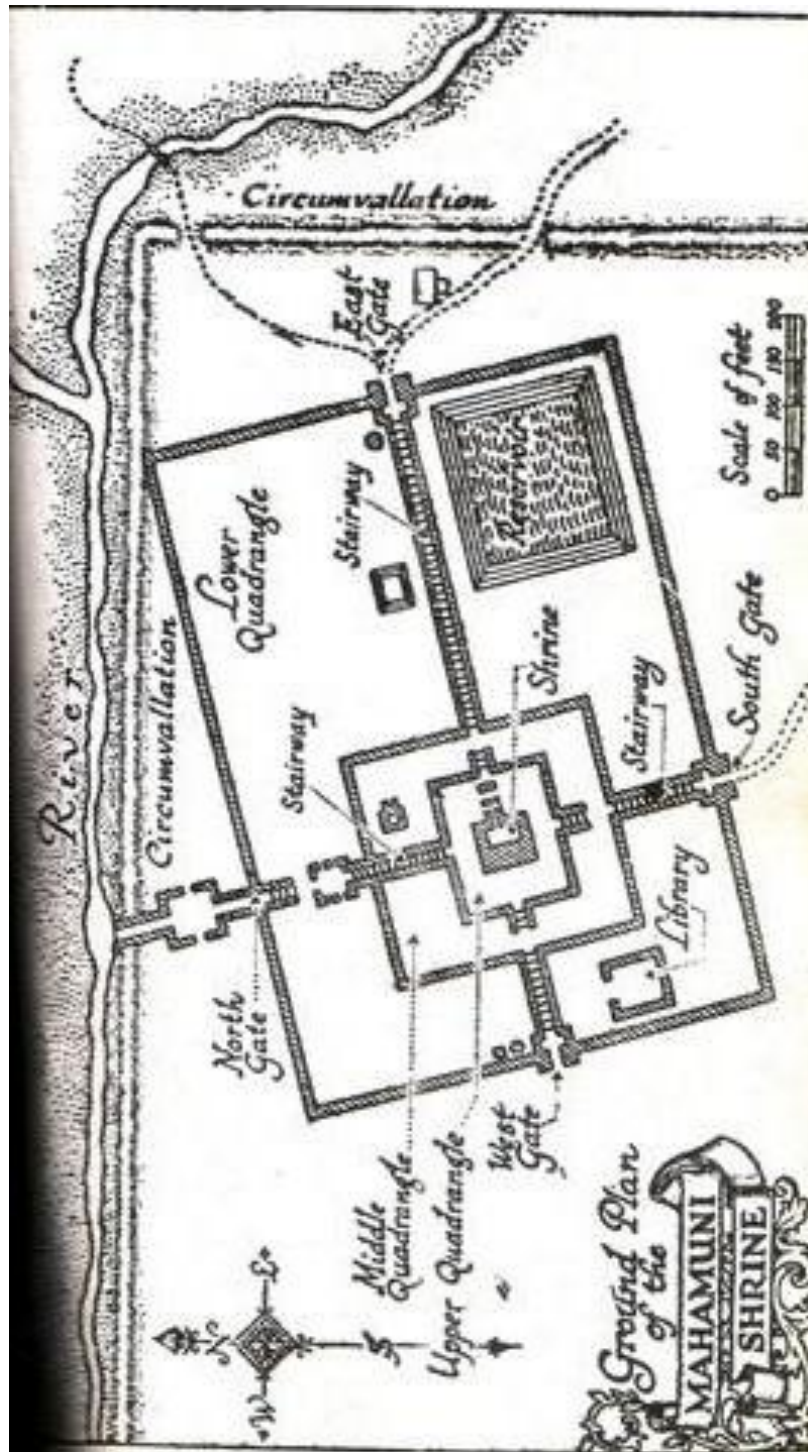 Ground Plan
of the
MAHAMUNI
SHRINE
River
Circumvallation
Circumvallation
North
Gate
Lower
Quadrangle
Stairway
Stairway
East
Gate
Reservoir
Shrine
Middle
Quadrangle
Upper Quadrangle
West
Gate
Library
Stairway
South Gate
Scale of feet
0 50 100 150 200
N
W E
S